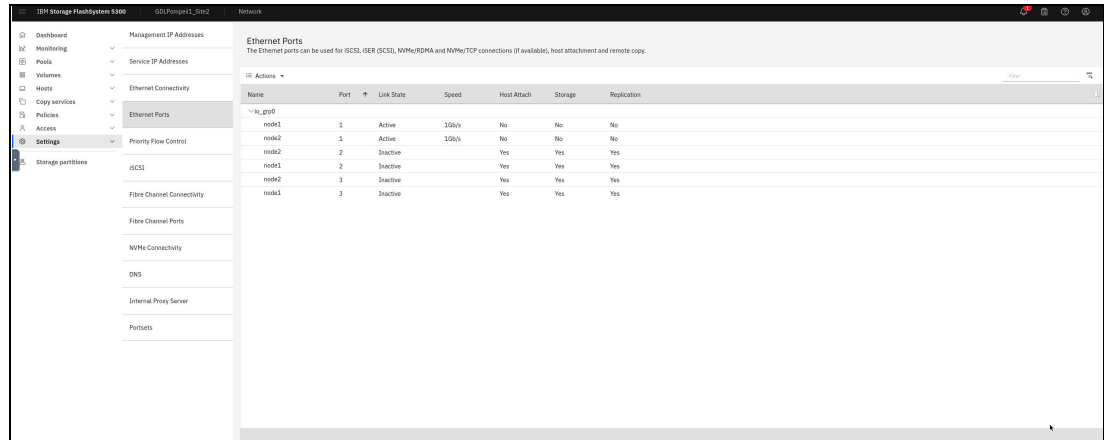 IBM Storage FlashSystem 5300 GDLPompeii1_Site2 Network
Dashboard
Monitoring
Pools
Volumes
Hosts
Copy services
Policies
Access
Settings
Storage partitions
Management IP Addresses
Service IP Addresses
Ethernet Connectivity
Ethernet Ports
Priority Flow Control
iSCSI
Fibre Channel Connectivity
Fibre Channel Ports
NVMe Connectivity
DNS
Internal Proxy Server
Portsets
Ethernet Ports
The Ethernet ports can be used for iSCSI, iSER (SCSI), NVMe/RDMA and NVMe/TCP connections (if available), host attachment and remote copy.
Actions Filter
Name Port Link State Speed Host Attach Storage Replication
io_grp0
node1 1 Active 1Gb/s No No No
node2 1 Active 1Gb/s No No No
node2 2 Inactive Yes Yes Yes
node1 2 Inactive Yes Yes Yes
node2 3 Inactive Yes Yes Yes
node1 3 Inactive Yes Yes Yes